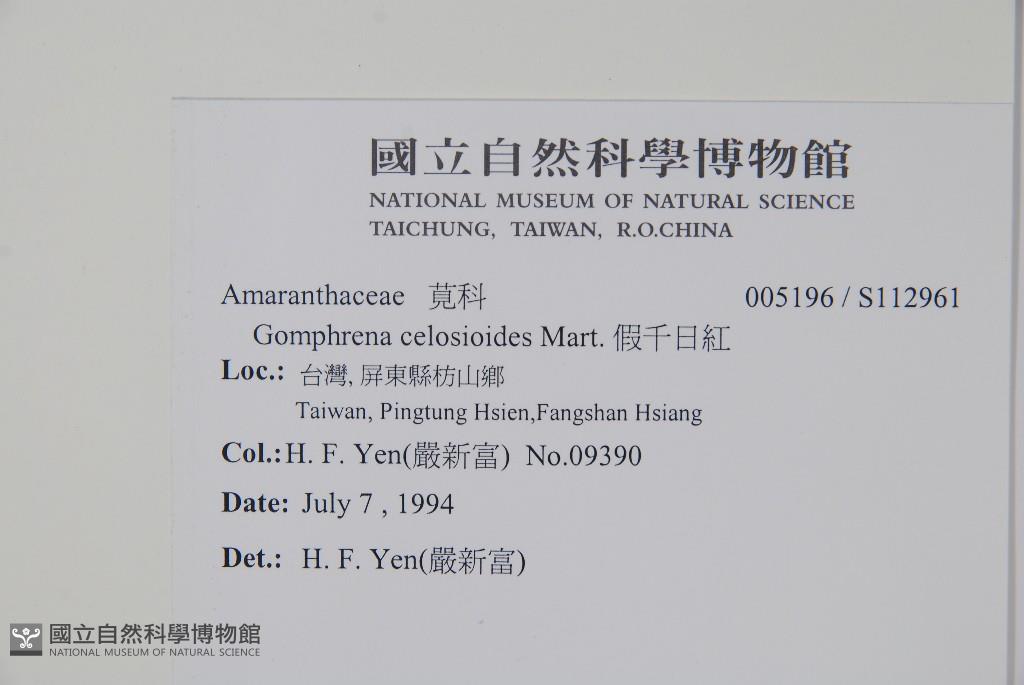 國立自然科學博物館
NATIONAL MUSEUM OF NATURAL SCIENCE
TAICHUNG, TAIWAN, R.O.CHINA
Amaranthaceae 莧科 005196 / S112961
Gomphrena celosioides Mart. 假千日紅
Loc.: 台灣, 屏東縣枋山鄉
Taiwan, Pingtung Hsien,Fangshan Hsiang
Col.:H. F. Yen(嚴新富) No.09390
Date: July 7 , 1994
Det.: H. F. Yen(嚴新富)
國立自然科學博物館
NATIONAL MUSEUM OF NATURAL SCIENCE